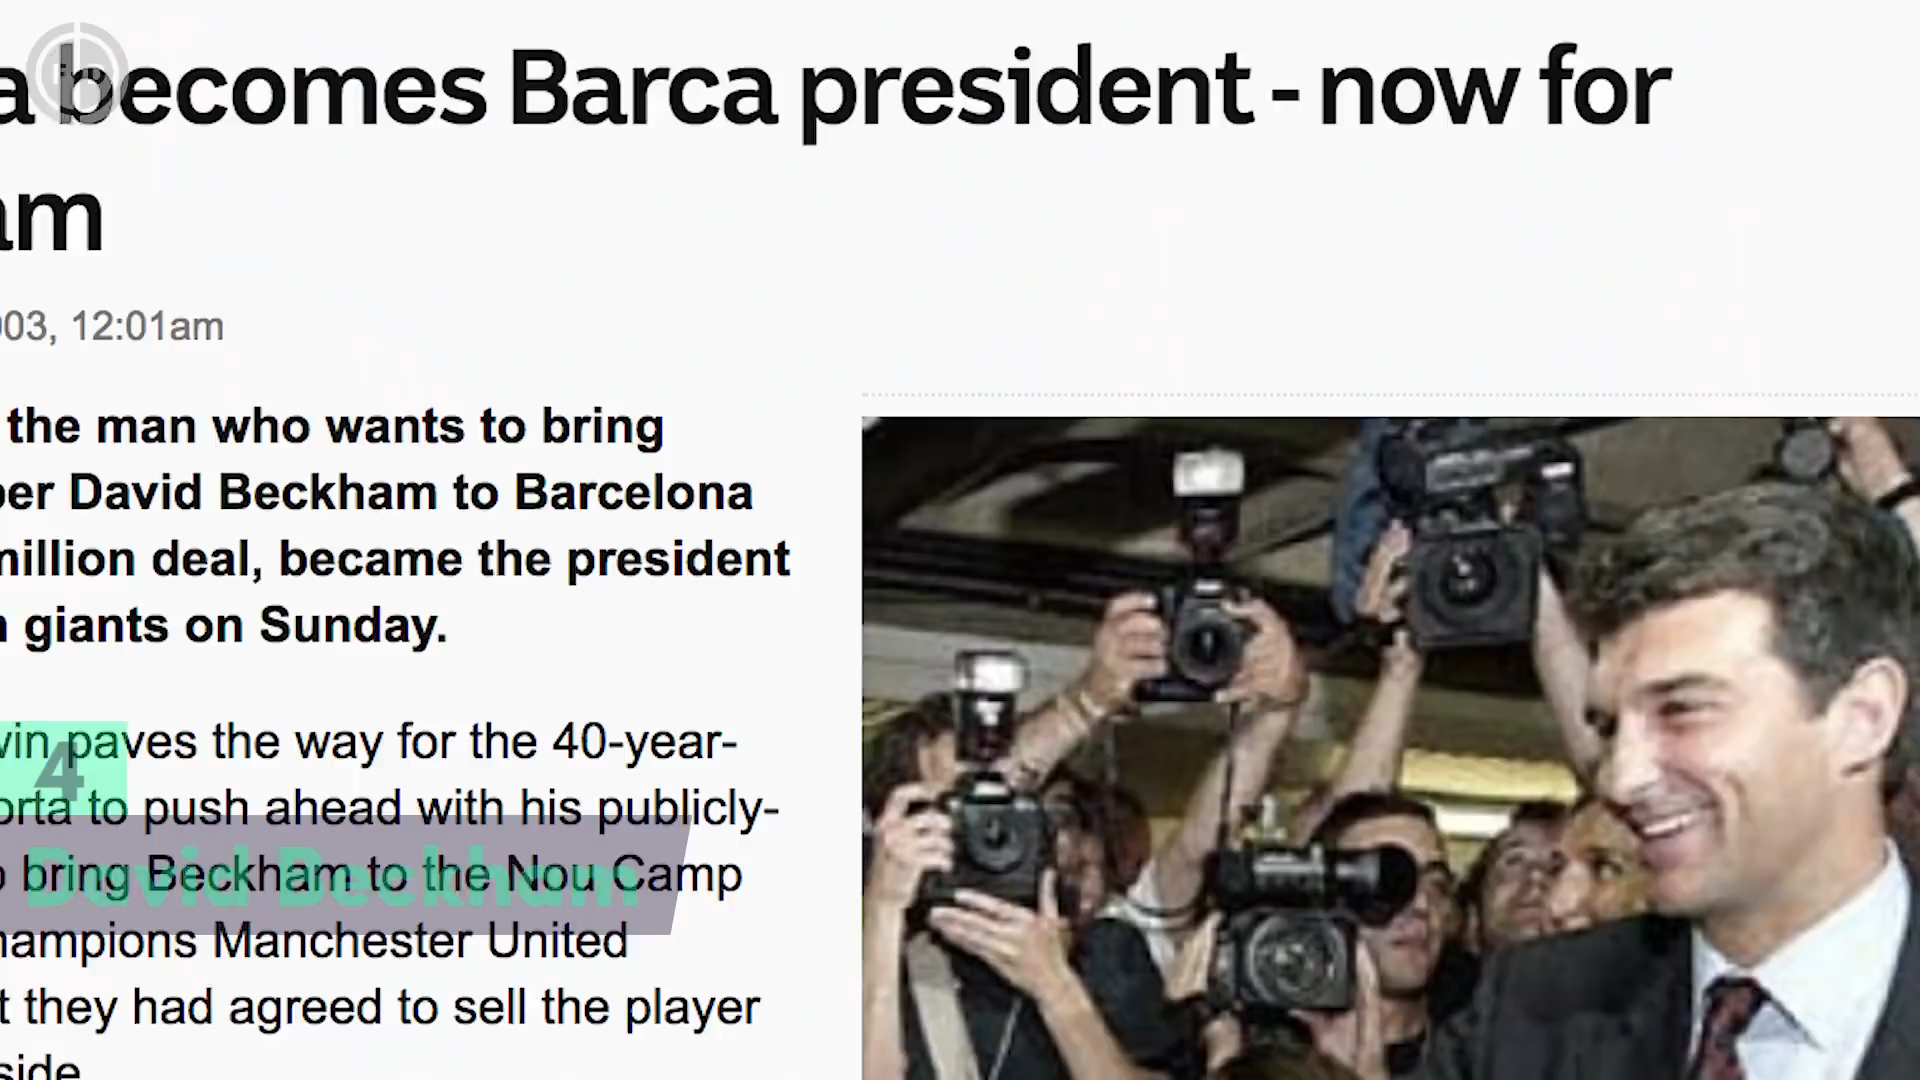 a becomes Barca president - now for
am
003, 12:01am
the man who wants to bring
per David Beckham to Barcelona
million deal, became the president
n giants on Sunday.
win paves the way for the 40-year-
orta to push ahead with his publicly-
o bring Beckham to the Nou Camp
hampions Manchester United
t they had agreed to sell the player
side.
4
David Beckham